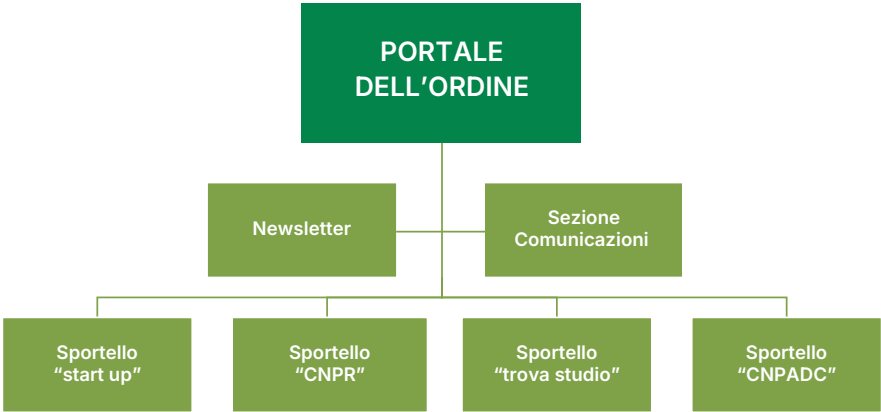 PORTALE
DELL’ORDINE
Newsletter
Sezione
Comunicazioni
Sportello
“start up”
Sportello
“CNPR”
Sportello
“trova studio”
Sportello
“CNPADC”